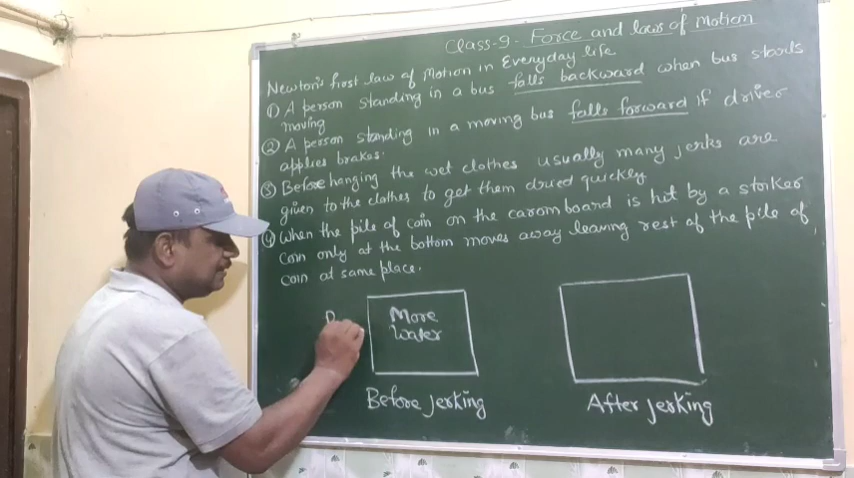 Class-9- Force and laws of Motion
Newton's first law of Motion in Everyday life
① A person standing in a bus falls backward when bus starts
moving
② A person standing in a moving bus falls forward if driver
applies brakes.
③ Before hanging the wet clothes usually many jerks are
given to the clothes to get them dried quickly
④ When the pile of coin on the carom board is hit by a striker
coin only at the bottom moves away leaving rest of the pile of
coin at same place.
More
Water
Before jerking
After jerking